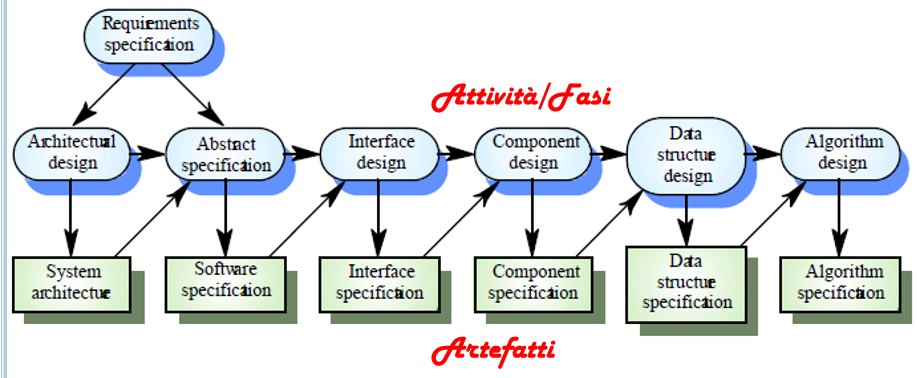 Requirements
specification
Attività/Fasi
Architectural
design
Abstract
specification
Interface
design
Component
design
Data
structure
design
Algorithm
design
System
architecture
Software
specification
Interface
specification
Component
specification
Data
structure
specification
Algorithm
specification
Artefatti